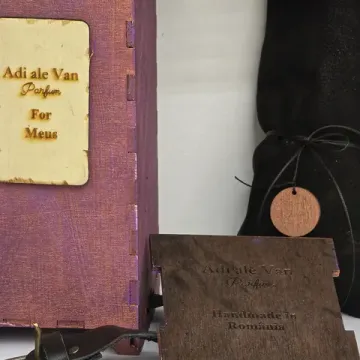 Adi ale Van
Parfum
For
Meus
Adi ale Van
Parfum
Handmade in
Romania